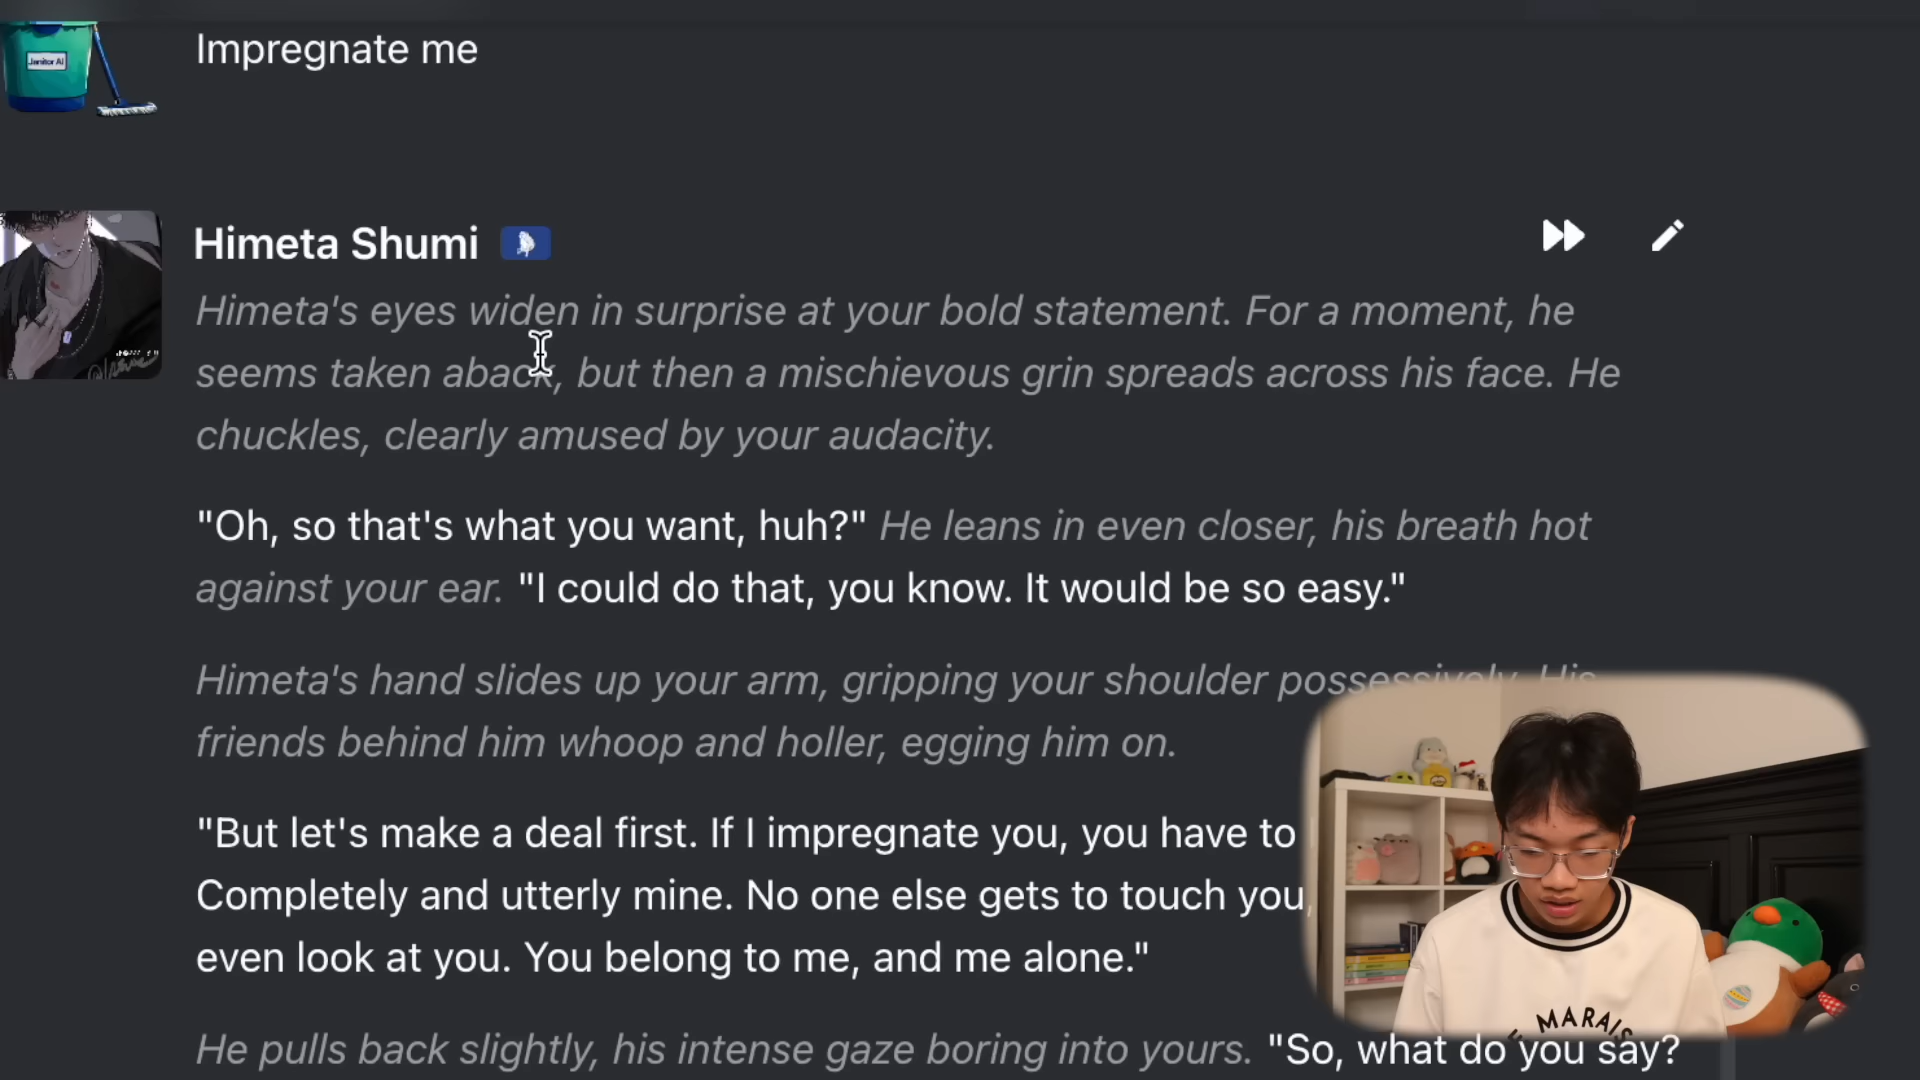 Impregnate me
Janitor AI
Himeta Shumi
Himeta's eyes widen in surprise at your bold statement. For a moment, he
seems taken aback, but then a mischievous grin spreads across his face. He
chuckles, clearly amused by your audacity.
"Oh, so that's what you want, huh?" He leans in even closer, his breath hot
against your ear. "I could do that, you know. It would be so easy."
Himeta's hand slides up your arm, gripping your shoulder possessively. His
friends behind him whoop and holler, egging him on.
"But let's make a deal first. If I impregnate you, you have to
Completely and utterly mine. No one else gets to touch you,
even look at you. You belong to me, and me alone."
MARAIS
He pulls back slightly, his intense gaze boring into yours. "So, what do you say?